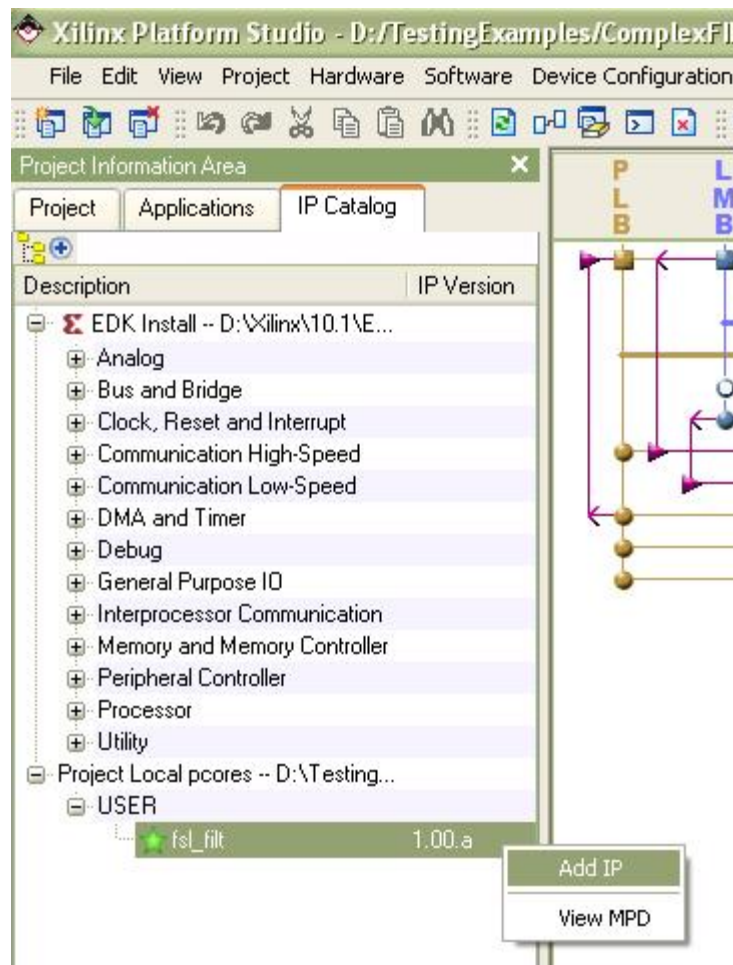 Xilinx Platform Studio - D:/TestingExamples/ComplexFI
File Edit View Project Hardware Software Device Configuration
Project Information Area
Project Applications IP Catalog
Description IP Version
EDK Install -- D:\Xilinx\10.1\E...
Analog
Bus and Bridge
Clock, Reset and Interrupt
Communication High-Speed
Communication Low-Speed
DMA and Timer
Debug
General Purpose IO
Interprocessor Communication
Memory and Memory Controller
Peripheral Controller
Processor
Utility
Project Local pcores -- D:\Testing...
USER
fsl_filt 1.00.a
Add IP
View MPD
PLB
LMB